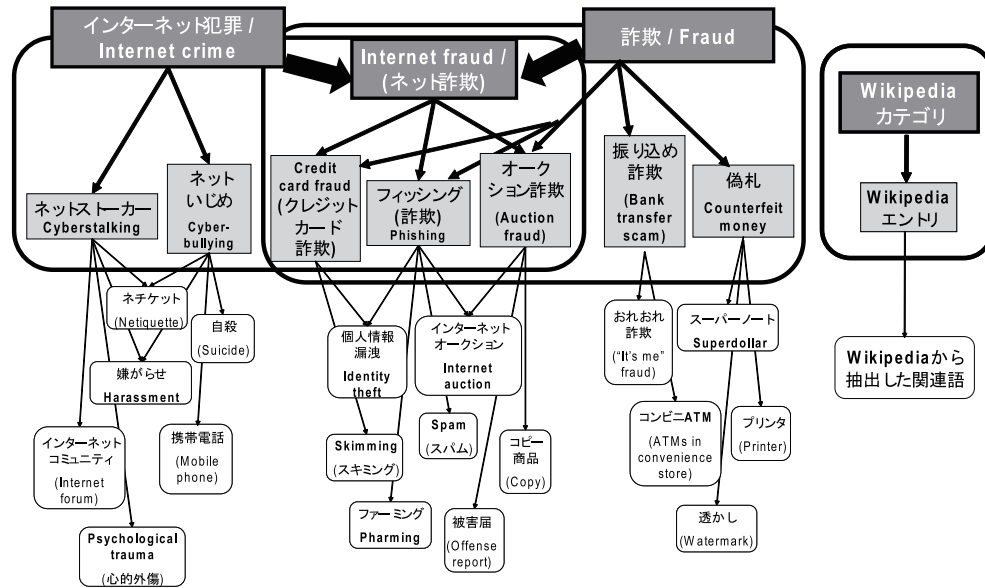 インターネット犯罪 /
Internet crime
Internet fraud /
(ネット詐欺)
詐欺 / Fraud
Wikipedia
カテゴリ
ネットストーカー
Cyberstalking
ネット
いじめ
Cyber-
bullying
Credit
card fraud
(クレジット
カード
詐欺)
フィッシング
(詐欺)
Phishing
オーク
ション詐欺
(Auction
fraud)
振り込め
詐欺
(Bank
transfer
scam)
偽札
Counterfeit
money
Wikipedia
エントリ
ネチケット
(Netiquette)
自殺
(Suicide)
嫌がらせ
Harassment
インターネット
コミュニティ
(Internet
forum)
携帯電話
(Mobile
phone)
Psychological
trauma
(心的外傷)
個人情報
漏洩
Identity
theft
インターネット
オークション
Internet
auction
Skimming
(スキミング)
Spam
(スパム)
コピー
商品
(Copy)
ファーミング
Pharming
被害届
(Offense
report)
おれおれ
詐欺
("It's me"
fraud)
スーパーノート
Superdollar
コンビニATM
(ATMs in
convenience
store)
プリンタ
(Printer)
透かし
(Watermark)
Wikipediaから
抽出した関連語